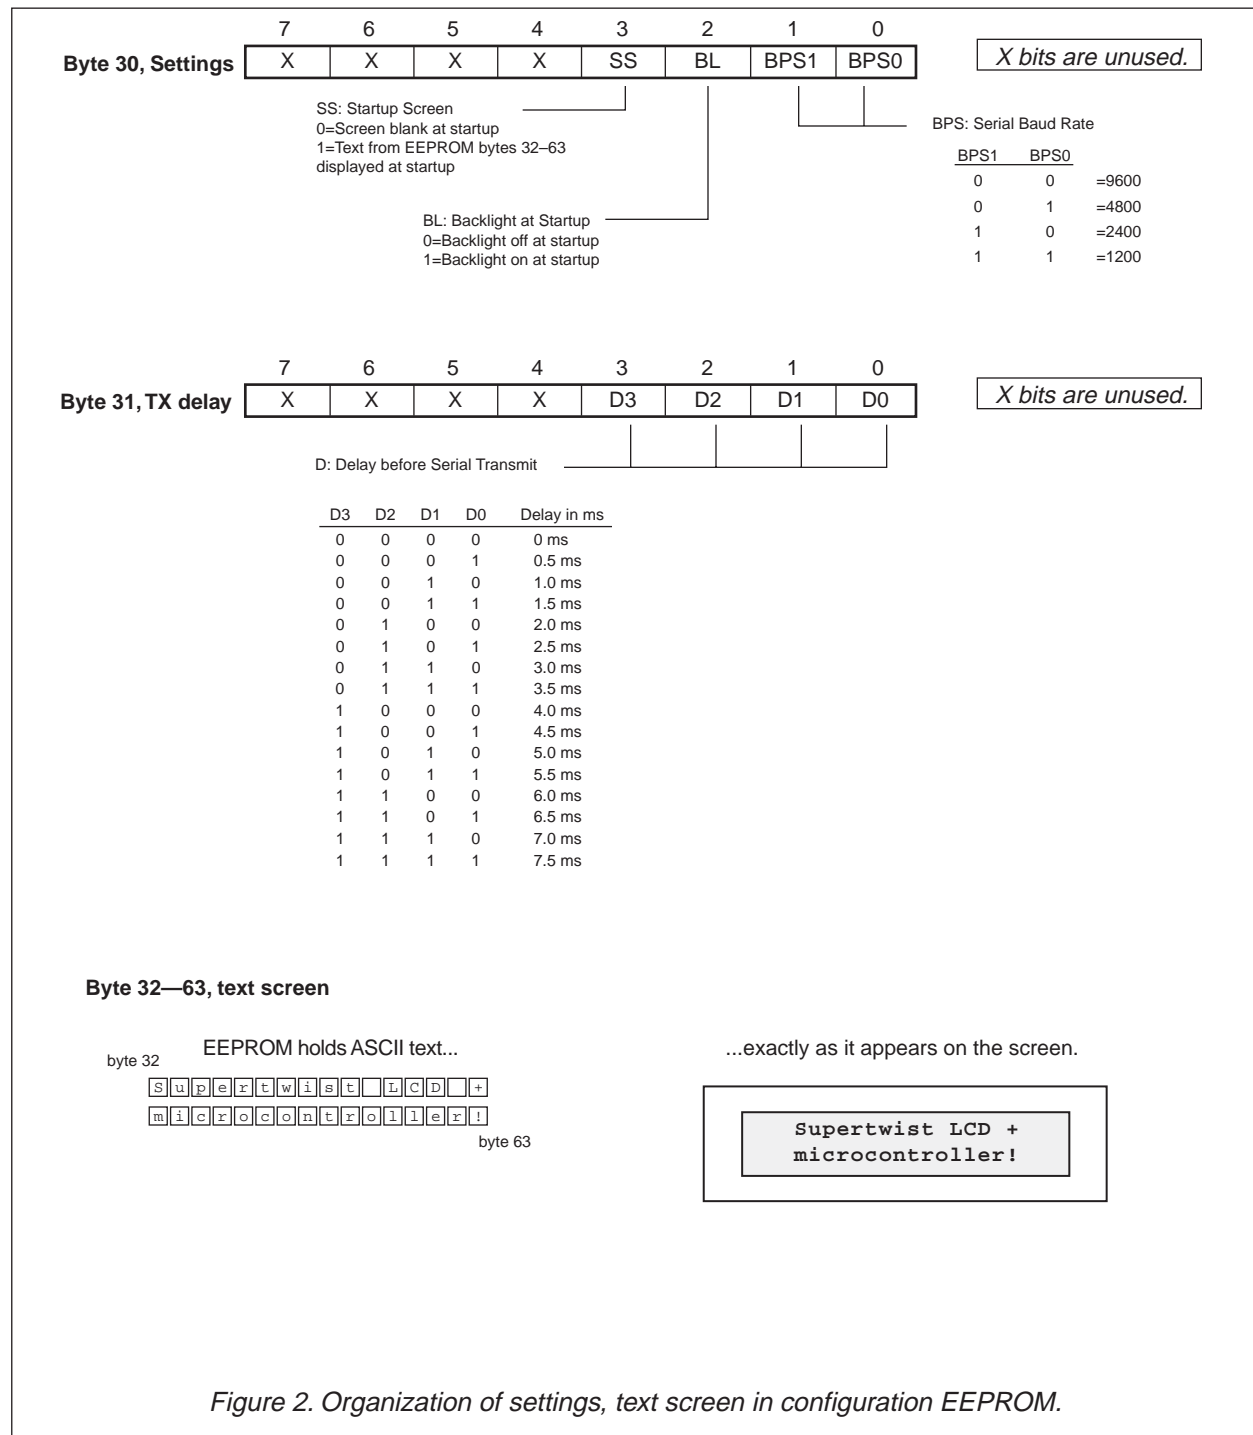 7 6 5 4 3 2 1 0
Byte 30, Settings X X X X SS BL BPS1 BPS0
X bits are unused.
SS: Startup Screen
0=Screen blank at startup
1=Text from EEPROM bytes 32–63
displayed at startup
BPS: Serial Baud Rate
BPS1 BPS0
0 0 =9600
0 1 =4800
1 0 =2400
1 1 =1200
BL: Backlight at Startup
0=Backlight off at startup
1=Backlight on at startup
7 6 5 4 3 2 1 0
Byte 31, TX delay X X X X D3 D2 D1 D0
X bits are unused.
D: Delay before Serial Transmit
D3 D2 D1 D0 Delay in ms
0 0 0 0 0 ms
0 0 0 1 0.5 ms
0 0 1 0 1.0 ms
0 0 1 1 1.5 ms
0 1 0 0 2.0 ms
0 1 0 1 2.5 ms
0 1 1 0 3.0 ms
0 1 1 1 3.5 ms
1 0 0 0 4.0 ms
1 0 0 1 4.5 ms
1 0 1 0 5.0 ms
1 0 1 1 5.5 ms
1 1 0 0 6.0 ms
1 1 0 1 6.5 ms
1 1 1 0 7.0 ms
1 1 1 1 7.5 ms
Byte 32—63, text screen
EEPROM holds ASCII text...
byte 32
Supertwist LCD +
microcontroller!
byte 63
...exactly as it appears on the screen.
Supertwist LCD +
microcontroller!
Figure 2. Organization of settings, text screen in configuration EEPROM.